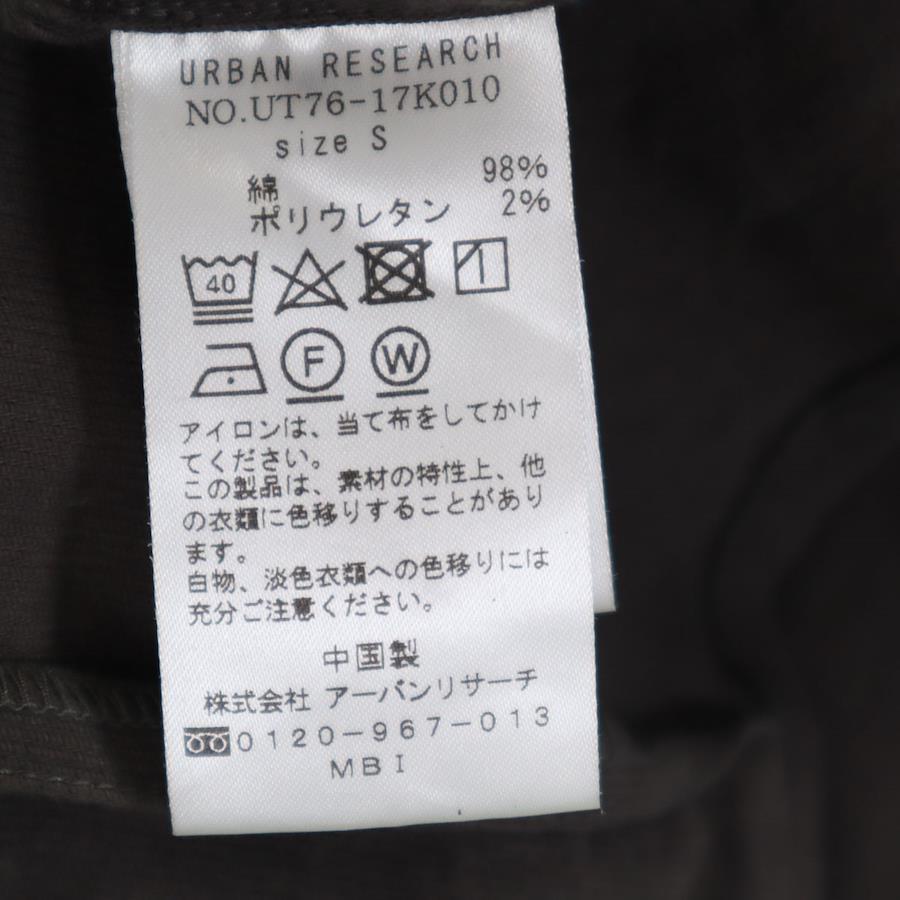 URBAN RESEARCH
NO.UT76-17K010
size S
綿 98%
ポリウレタン 2%
40
F W
アイロンは、当て布をしてかけ
てください。
この製品は、素材の特性上、他
の衣類に色移りすることがあり
ます。
白物、淡色衣類への色移りには
充分ご注意ください。
中国製
株式会社 アーバンリサーチ
0120-967-013
MBI